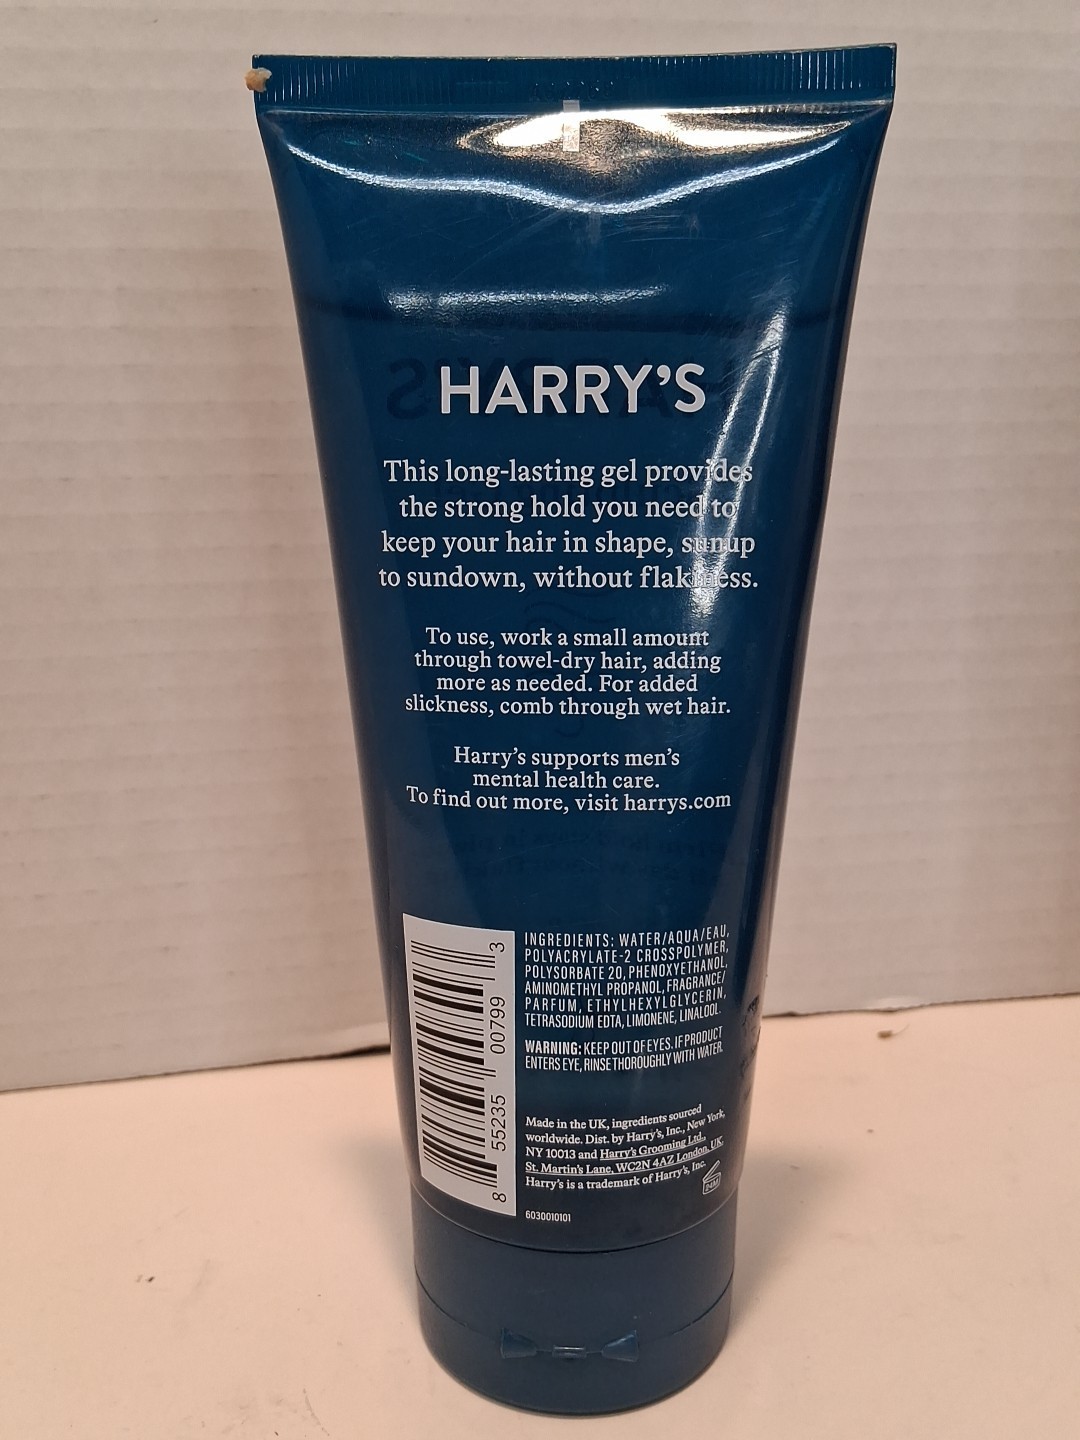 HARRY'S
This long-lasting gel provides
the strong hold you need to
keep your hair in shape, sunup
to sundown, without flakiness.
To use, work a small amount
through towel-dry hair, adding
more as needed. For added
slickness, comb through wet hair.
Harry's supports men's
mental health care.
To find out more, visit harrys.com
8 55235 00799 3
INGREDIENTS: WATER/AQUA/EAU,
POLYACRYLATE-2 CROSSPOLYMER,
POLYSORBATE 20, PHENOXYETHANOL,
AMINOMETHYL PROPANOL, FRAGRANCE/
PARFUM, ETHYLHEXYLGLYCERIN,
TETRASODIUM EDTA, LIMONENE, LINALOOL.
WARNING: KEEP OUT OF EYES. IF PRODUCT
ENTERS EYE, RINSE THOROUGHLY WITH WATER.
Made in the UK, ingredients sourced
worldwide. Dist. by Harry's, Inc., New York,
NY 10013 and Harry's Grooming Ltd.,
St. Martin's Lane, WC2N 4AZ London, UK.
Harry's is a trademark of Harry's, Inc.
24M
6030010101